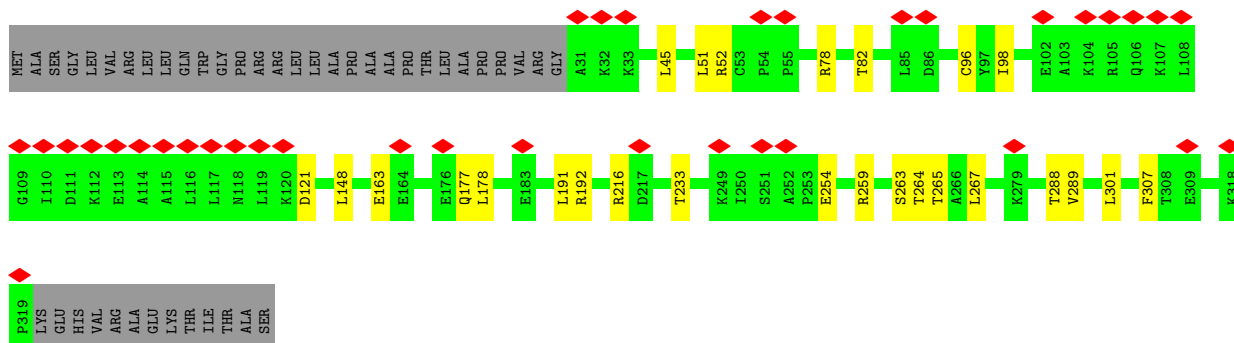 MET ALA SER GLY LEU VAL ARG LEU LEU GLN TRP GLY PRO ARG ARG LEU LEU ALA PRO ALA ALA PRO THR LEU ALA PRO PRO VAL ARG GLY A31 K32 K33 L45 L51 R52 C53 P54 P55 R78 T82 L85 D86 C96 Y97 I98 E102 A103 K104 R105 Q106 K107 L108
G109 I110 D111 K112 E113 A114 A115 L116 L117 N118 L119 K120 D121 L148 E163 E164 E176 Q177 L178 E183 L191 R192 R216 D217 T233 K249 I250 S251 A252 P253 E254 R259 S263 T264 T265 A266 L267 K279 T288 V289 L301 F307 T308 E309 K318
P319 LYS GLU HIS VAL ARG ALA GLU LYS THR ILE THR ALA SER